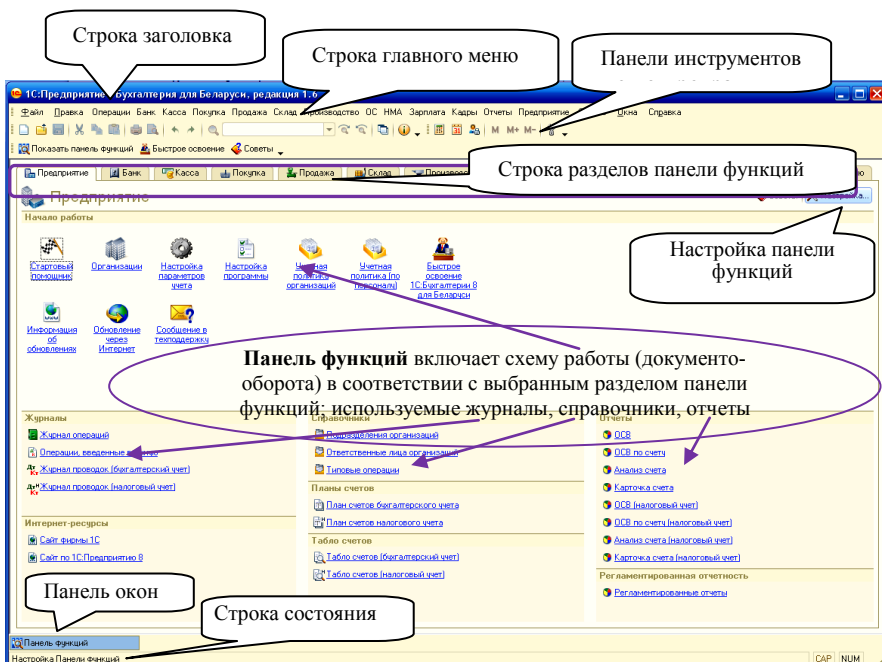 Строка заголовка
Строка главного меню
Панели инструментов
1С:Предприятие - Бухгалтерия для Беларуси, редакция 1.6
Файл Правка Операции Банк Касса Покупка Продажа Склад Производство ОС НМА Зарплата Кадры Отчеты Предприятие Окна Справка
M M+ M-
Показать панель функций Быстрое освоение Советы
Строка разделов панели функций
Предприятие Банк Касса Покупка Продажа Склад
Предприятие
Настройка...
Настройка панели
функций
Начало работы
Стартовый
помощник
Организации
Настройка
параметров
учета
Настройка
программы
Учетная
политика
организаций
Учетная
политика (по
персоналу)
Быстрое
освоение
1С:Бухгалтерии 8
для Беларуси
Информация
об
обновлениях
Обновление
через
Интернет
Сообщение в
техподдержку
Панель функций включает схему работы (документо-
оборота) в соответствии с выбранным разделом панели
функций: используемые журналы, справочники, отчеты
Журналы
Журнал операций
Операции, введенные
Журнал проводок (бухгалтерский учет)
Журнал проводок (налоговый учет)
Интернет-ресурсы
Сайт фирмы 1С
Сайт по 1С:Предприятию 8
Справочники
Подразделения организаций
Ответственные лица организаций
Типовые операции
Планы счетов
План счетов бухгалтерского учета
План счетов налогового учета
Табло счетов
Табло счетов (бухгалтерский учет)
Табло счетов (налоговый учет)
Отчеты
ОСВ
ОСВ по счету
Анализ счета
Карточка счета
ОСВ (налоговый учет)
ОСВ по счету (налоговый учет)
Анализ счета (налоговый учет)
Карточка счета (налоговый учет)
Регламентированная отчетность
Регламентированные отчеты
Панель окон
Строка состояния
Панель функций
Настройка Панели функций
CAP NUM